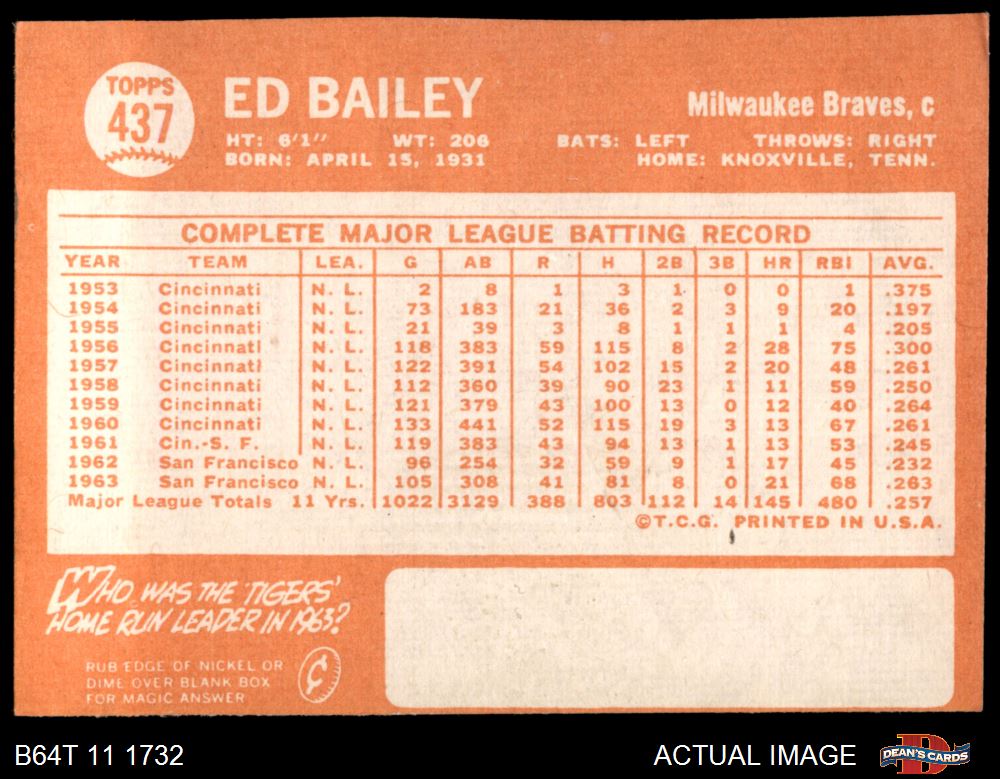 TOPPS
437
ED BAILEY
Milwaukee Braves, c
HT: 6'1" WT: 206 BATS: LEFT THROWS: RIGHT
BORN: APRIL 15, 1931 HOME: KNOXVILLE, TENN.
COMPLETE MAJOR LEAGUE BATTING RECORD
YEAR TEAM LEA. G AB R H 2B 3B HR RBI AVG.
1953 Cincinnati N. L. 2 8 1 3 1 0 0 1 .375
1954 Cincinnati N. L. 73 183 21 36 2 3 9 20 .197
1955 Cincinnati N. L. 21 39 3 8 1 1 1 4 .205
1956 Cincinnati N. L. 118 383 59 115 8 2 28 75 .300
1957 Cincinnati N. L. 122 391 54 102 15 2 20 48 .261
1958 Cincinnati N. L. 112 360 39 90 23 1 11 59 .250
1959 Cincinnati N. L. 121 379 43 100 13 0 12 40 .264
1960 Cincinnati N. L. 133 441 52 115 19 3 13 67 .261
1961 Cin.-S. F. N. L. 119 383 43 94 13 1 13 53 .245
1962 San Francisco N. L. 96 254 32 59 9 1 17 45 .232
1963 San Francisco N. L. 105 308 41 81 8 0 21 68 .263
Major League Totals 11 Yrs. 1022 3129 388 803 112 14 145 480 .257
©T.C.G. PRINTED IN U.S.A.
WHO WAS THE TIGERS'
HOME RUN LEADER IN 1963?
RUB EDGE OF NICKEL OR
DIME OVER BLANK BOX
FOR MAGIC ANSWER
¢
B64T 11 1732
ACTUAL IMAGE
D
DEAN'S CARDS